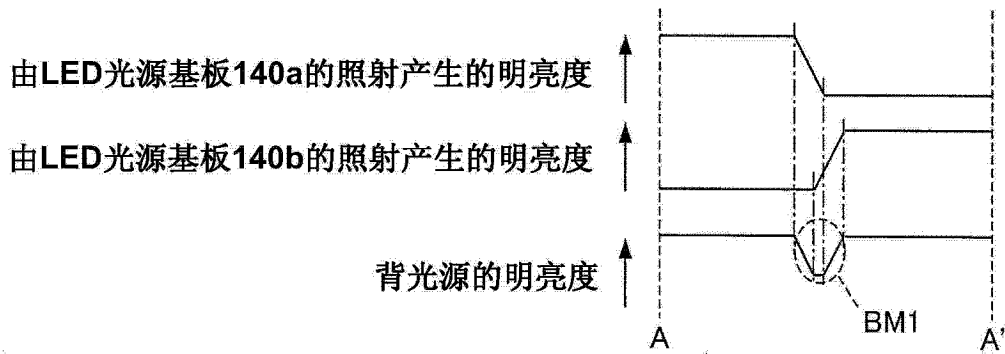 由LED光源基板140a的照射产生的明亮度
由LED光源基板140b的照射产生的明亮度
背光源的明亮度
BM1
A
A'